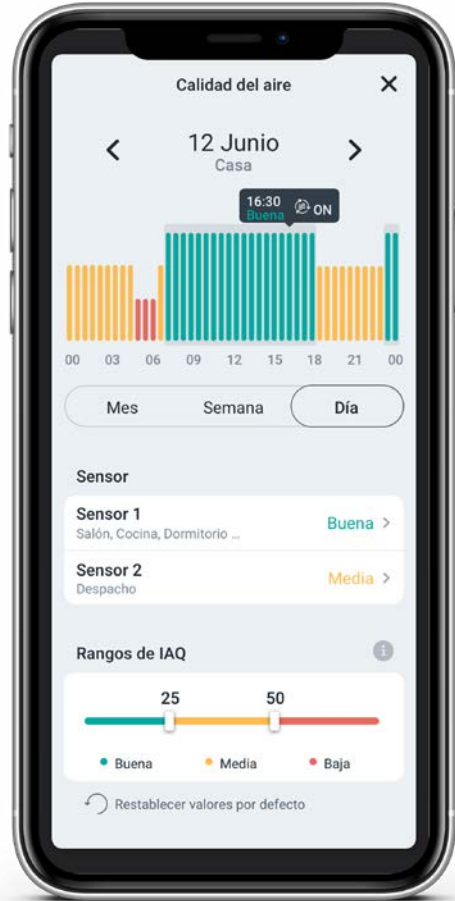 Calidad del aire
12 Junio
Casa
16:30 ON
Buena
00 03 06 09 12 15 18 21 00
Mes Semana Día
Sensor
Sensor 1 Buena
Salón, Cocina, Dormitorio ...
Sensor 2 Media
Despacho
Rangos de IAQ
25 50
Buena Media Baja
Restablecer valores por defecto